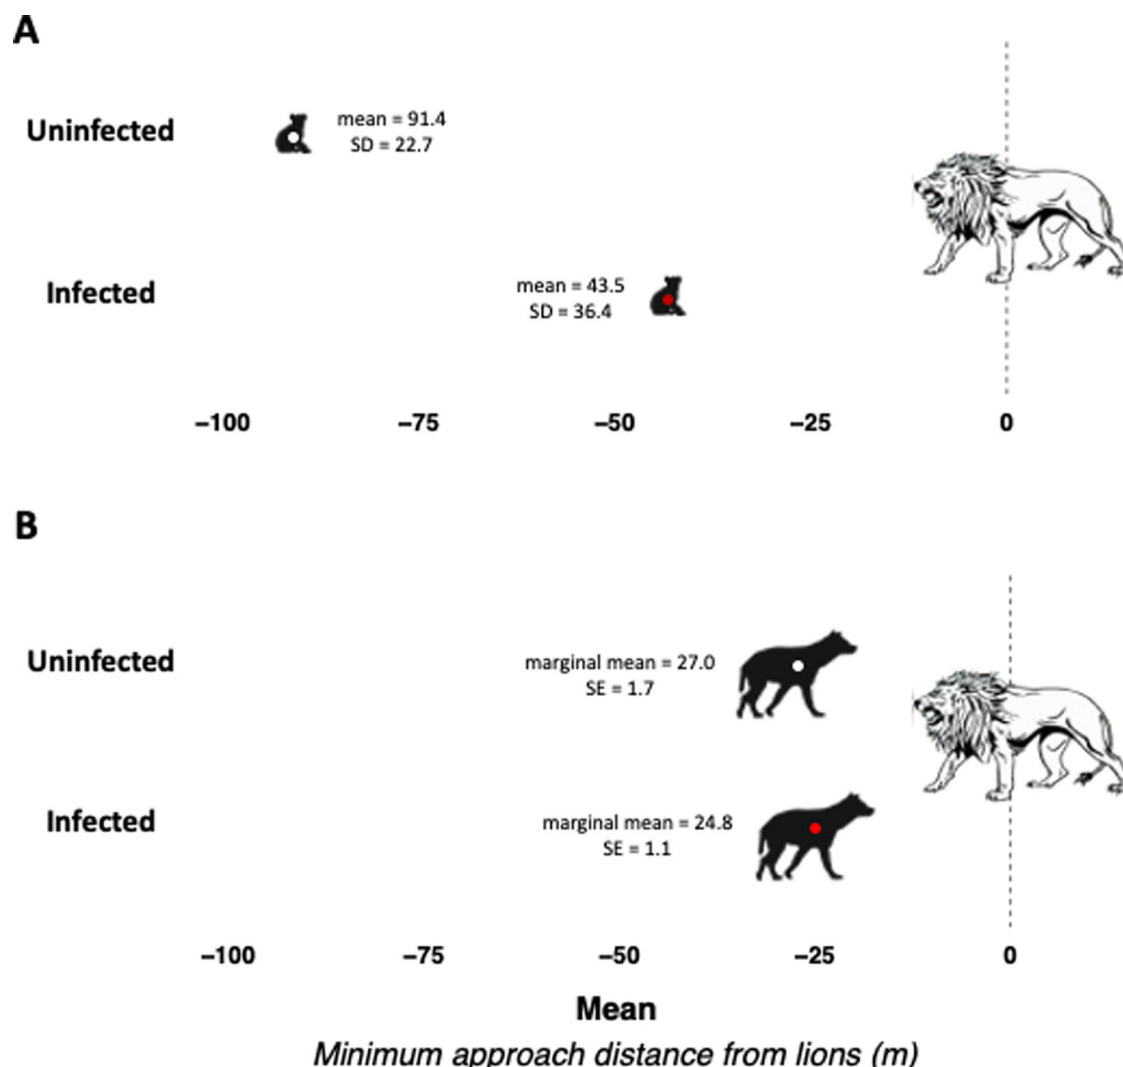 A
Uninfected
mean = 91.4
SD = 22.7
Infected
mean = 43.5
SD = 36.4
−100 −75 −50 −25 0
B
Uninfected
marginal mean = 27.0
SE = 1.7
Infected
marginal mean = 24.8
SE = 1.1
−100 −75 −50 −25 0
Mean
Minimum approach distance from lions (m)